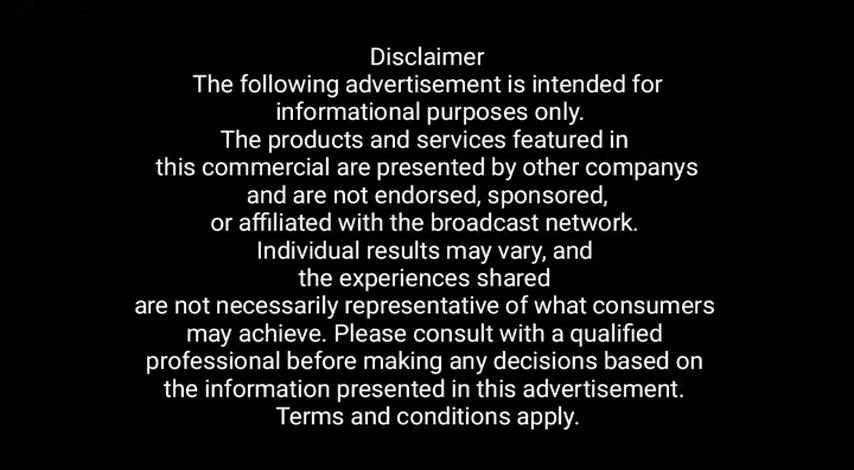 Disclaimer
The following advertisement is intended for
informational purposes only.
The products and services featured in
this commercial are presented by other companys
and are not endorsed, sponsored,
or affiliated with the broadcast network.
Individual results may vary, and
the experiences shared
are not necessarily representative of what consumers
may achieve. Please consult with a qualified
professional before making any decisions based on
the information presented in this advertisement.
Terms and conditions apply.